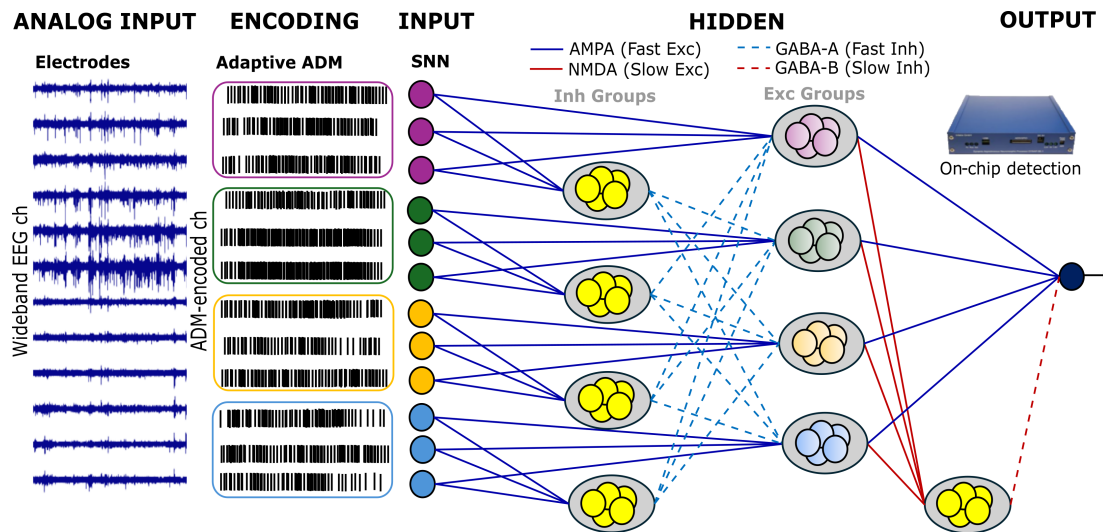 ANALOG INPUT
ENCODING
INPUT
HIDDEN
OUTPUT
Electrodes
Adaptive ADM
SNN
AMPA (Fast Exc)
NMDA (Slow Exc)
GABA-A (Fast Inh)
GABA-B (Slow Inh)
Inh Groups
Exc Groups
On-chip detection
Wideband EEG ch
ADM-encoded ch